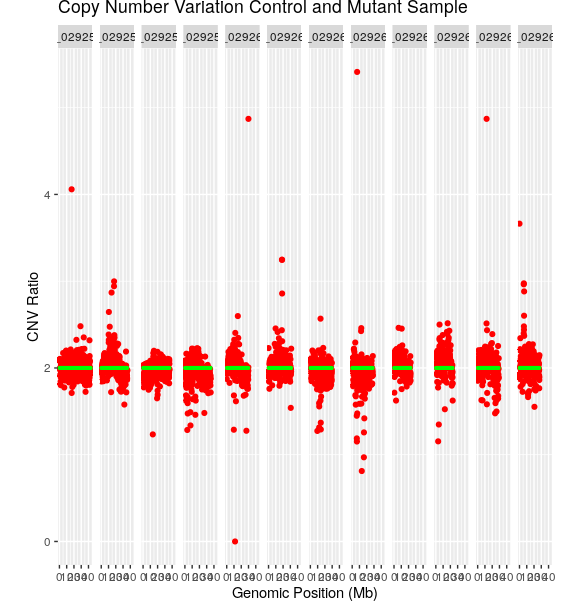 Copy Number Variation Control and Mutant Sample
_02925 _02925 _02925 _02925 _02926 _02926 _02926 _02926 _02926 _02926 _02926 _02926
CNV Ratio
4
2
0
Genomic Position (Mb)